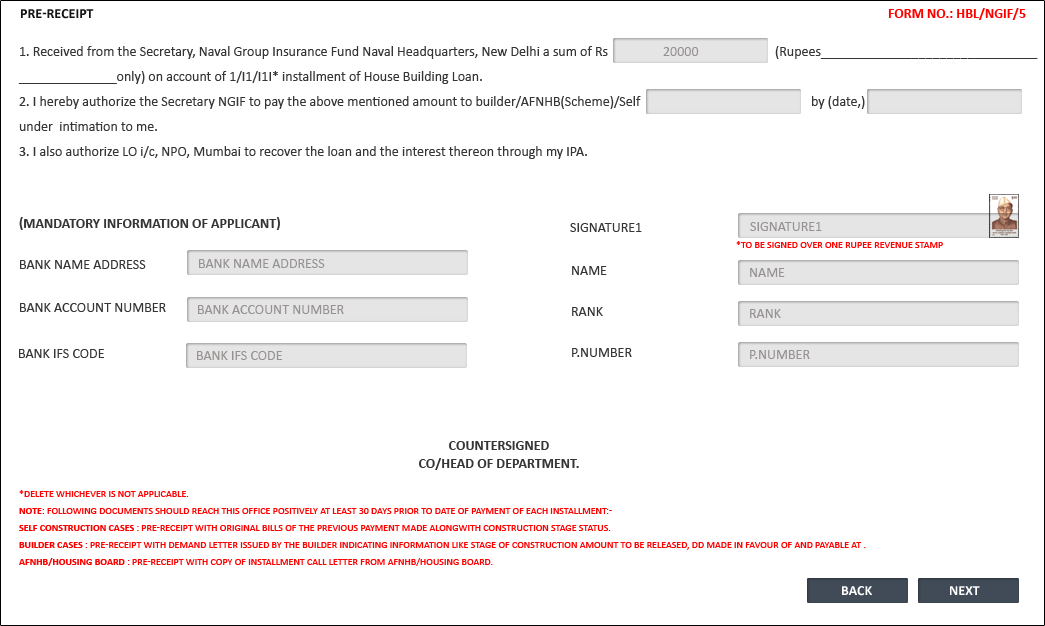 PRE-RECEIPT
FORM NO.: HBL/NGIF/5
1. Received from the Secretary, Naval Group Insurance Fund Naval Headquarters, New Delhi a sum of Rs 20000 (Rupees_______________________________
______________only) on account of 1/I1/I1I* installment of House Building Loan.
2. I hereby authorize the Secretary NGIF to pay the above mentioned amount to builder/AFNHB(Scheme)/Self by (date,)
under intimation to me.
3. I also authorize LO i/c, NPO, Mumbai to recover the loan and the interest thereon through my IPA.
(MANDATORY INFORMATION OF APPLICANT)
SIGNATURE1 SIGNATURE1
*TO BE SIGNED OVER ONE RUPEE REVENUE STAMP
BANK NAME ADDRESS BANK NAME ADDRESS
NAME NAME
BANK ACCOUNT NUMBER BANK ACCOUNT NUMBER
RANK RANK
BANK IFS CODE BANK IFS CODE
P.NUMBER P.NUMBER
COUNTERSIGNED
CO/HEAD OF DEPARTMENT.
*DELETE WHICHEVER IS NOT APPLICABLE.
NOTE: FOLLOWING DOCUMENTS SHOULD REACH THIS OFFICE POSITIVELY AT LEAST 30 DAYS PRIOR TO DATE OF PAYMENT OF EACH INSTALLMENT:-
SELF CONSTRUCTION CASES : PRE-RECEIPT WITH ORIGINAL BILLS OF THE PREVIOUS PAYMENT MADE ALONGWITH CONSTRUCTION STAGE STATUS.
BUILDER CASES : PRE-RECEIPT WITH DEMAND LETTER ISSUED BY THE BUILDER INDICATING INFORMATION LIKE STAGE OF CONSTRUCTION AMOUNT TO BE RELEASED, DD MADE IN FAVOUR OF AND PAYABLE AT .
AFNHB/HOUSING BOARD : PRE-RECEIPT WITH COPY OF INSTALLMENT CALL LETTER FROM AFNHB/HOUSING BOARD.
BACK
NEXT